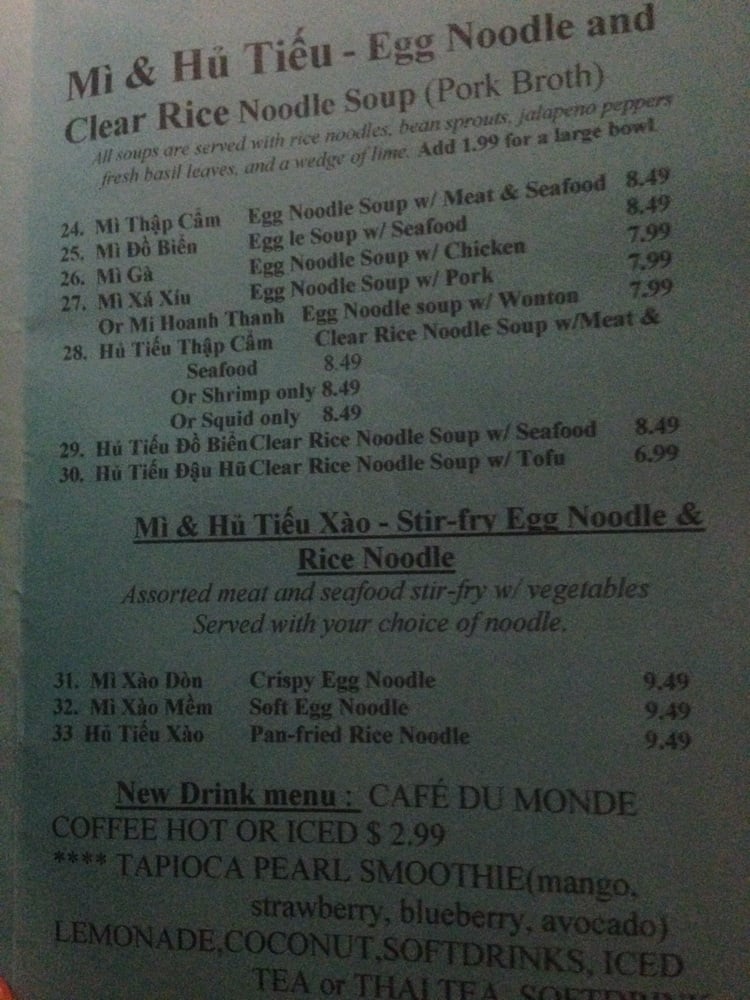 Mì & Hủ Tiếu - Egg Noodle and
Clear Rice Noodle Soup (Pork Broth)
All soups are served with rice noodles, bean sprouts, jalapeno peppers
fresh basil leaves, and a wedge of lime. Add 1.99 for a large bowl.
24. Mì Thập Cẩm Egg Noodle Soup w/ Meat & Seafood 8.49
25. Mì Đồ Biển Egg le Soup w/ Seafood 8.49
26. Mì Gà Egg Noodle Soup w/ Chicken 7.99
27. Mì Xá Xíu Egg Noodle Soup w/ Pork 7.99
Or Mi Hoanh Thanh Egg Noodle soup w/ Wonton 7.99
28. Hủ Tiếu Thập Cẩm Clear Rice Noodle Soup w/Meat &
Seafood 8.49
Or Shrimp only 8.49
Or Squid only 8.49
29. Hủ Tiếu Đồ Biển Clear Rice Noodle Soup w/ Seafood 8.49
30. Hủ Tiếu Đậu Hũ Clear Rice Noodle Soup w/ Tofu 6.99
Mì & Hủ Tiếu Xào - Stir-fry Egg Noodle &
Rice Noodle
Assorted meat and seafood stir-fry w/ vegetables
Served with your choice of noodle.
31. Mì Xào Dòn Crispy Egg Noodle 9.49
32. Mì Xào Mềm Soft Egg Noodle 9.49
33 Hủ Tiếu Xào Pan-fried Rice Noodle 9.49
New Drink menu : CAFÉ DU MONDE
COFFEE HOT OR ICED $ 2.99
**** TAPIOCA PEARL SMOOTHIE(mango,
strawberry, blueberry, avocado)
LEMONADE,COCONUT,SOFTDRINKS, ICED
TEA or THAI TEA, SOFTDRINK